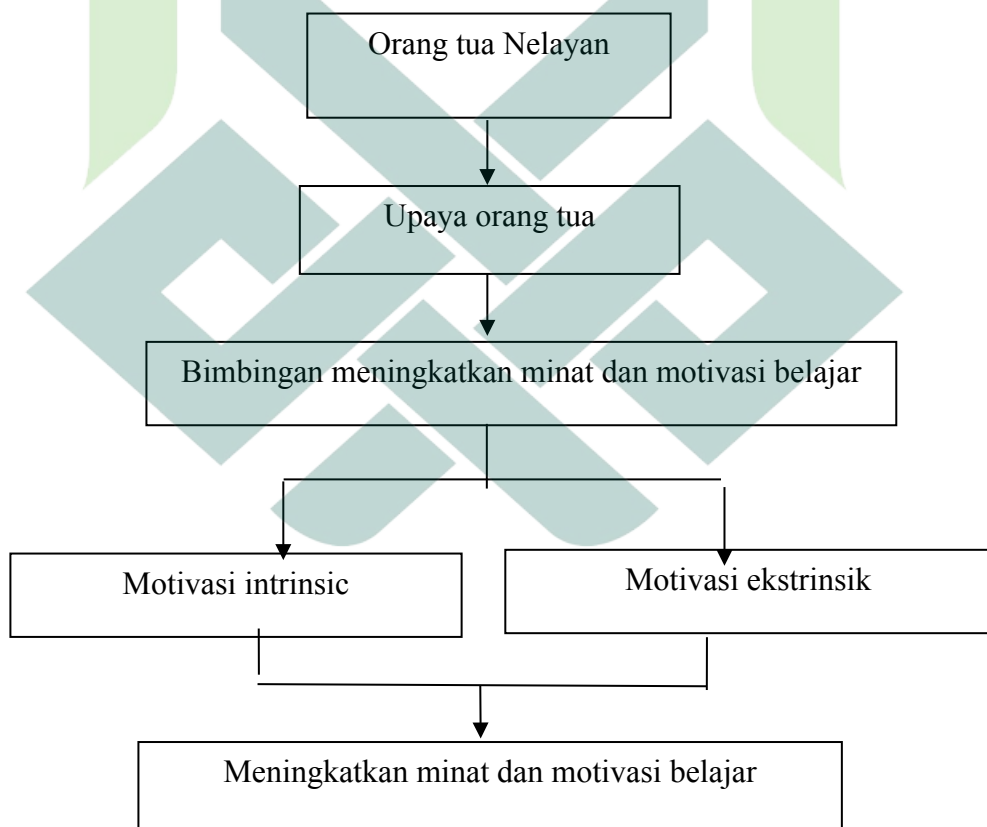 Orang tua Nelayan
Upaya orang tua
Bimbingan meningkatkan minat dan motivasi belajar
Motivasi intrinsic
Motivasi ekstrinsik
Meningkatkan minat dan motivasi belajar